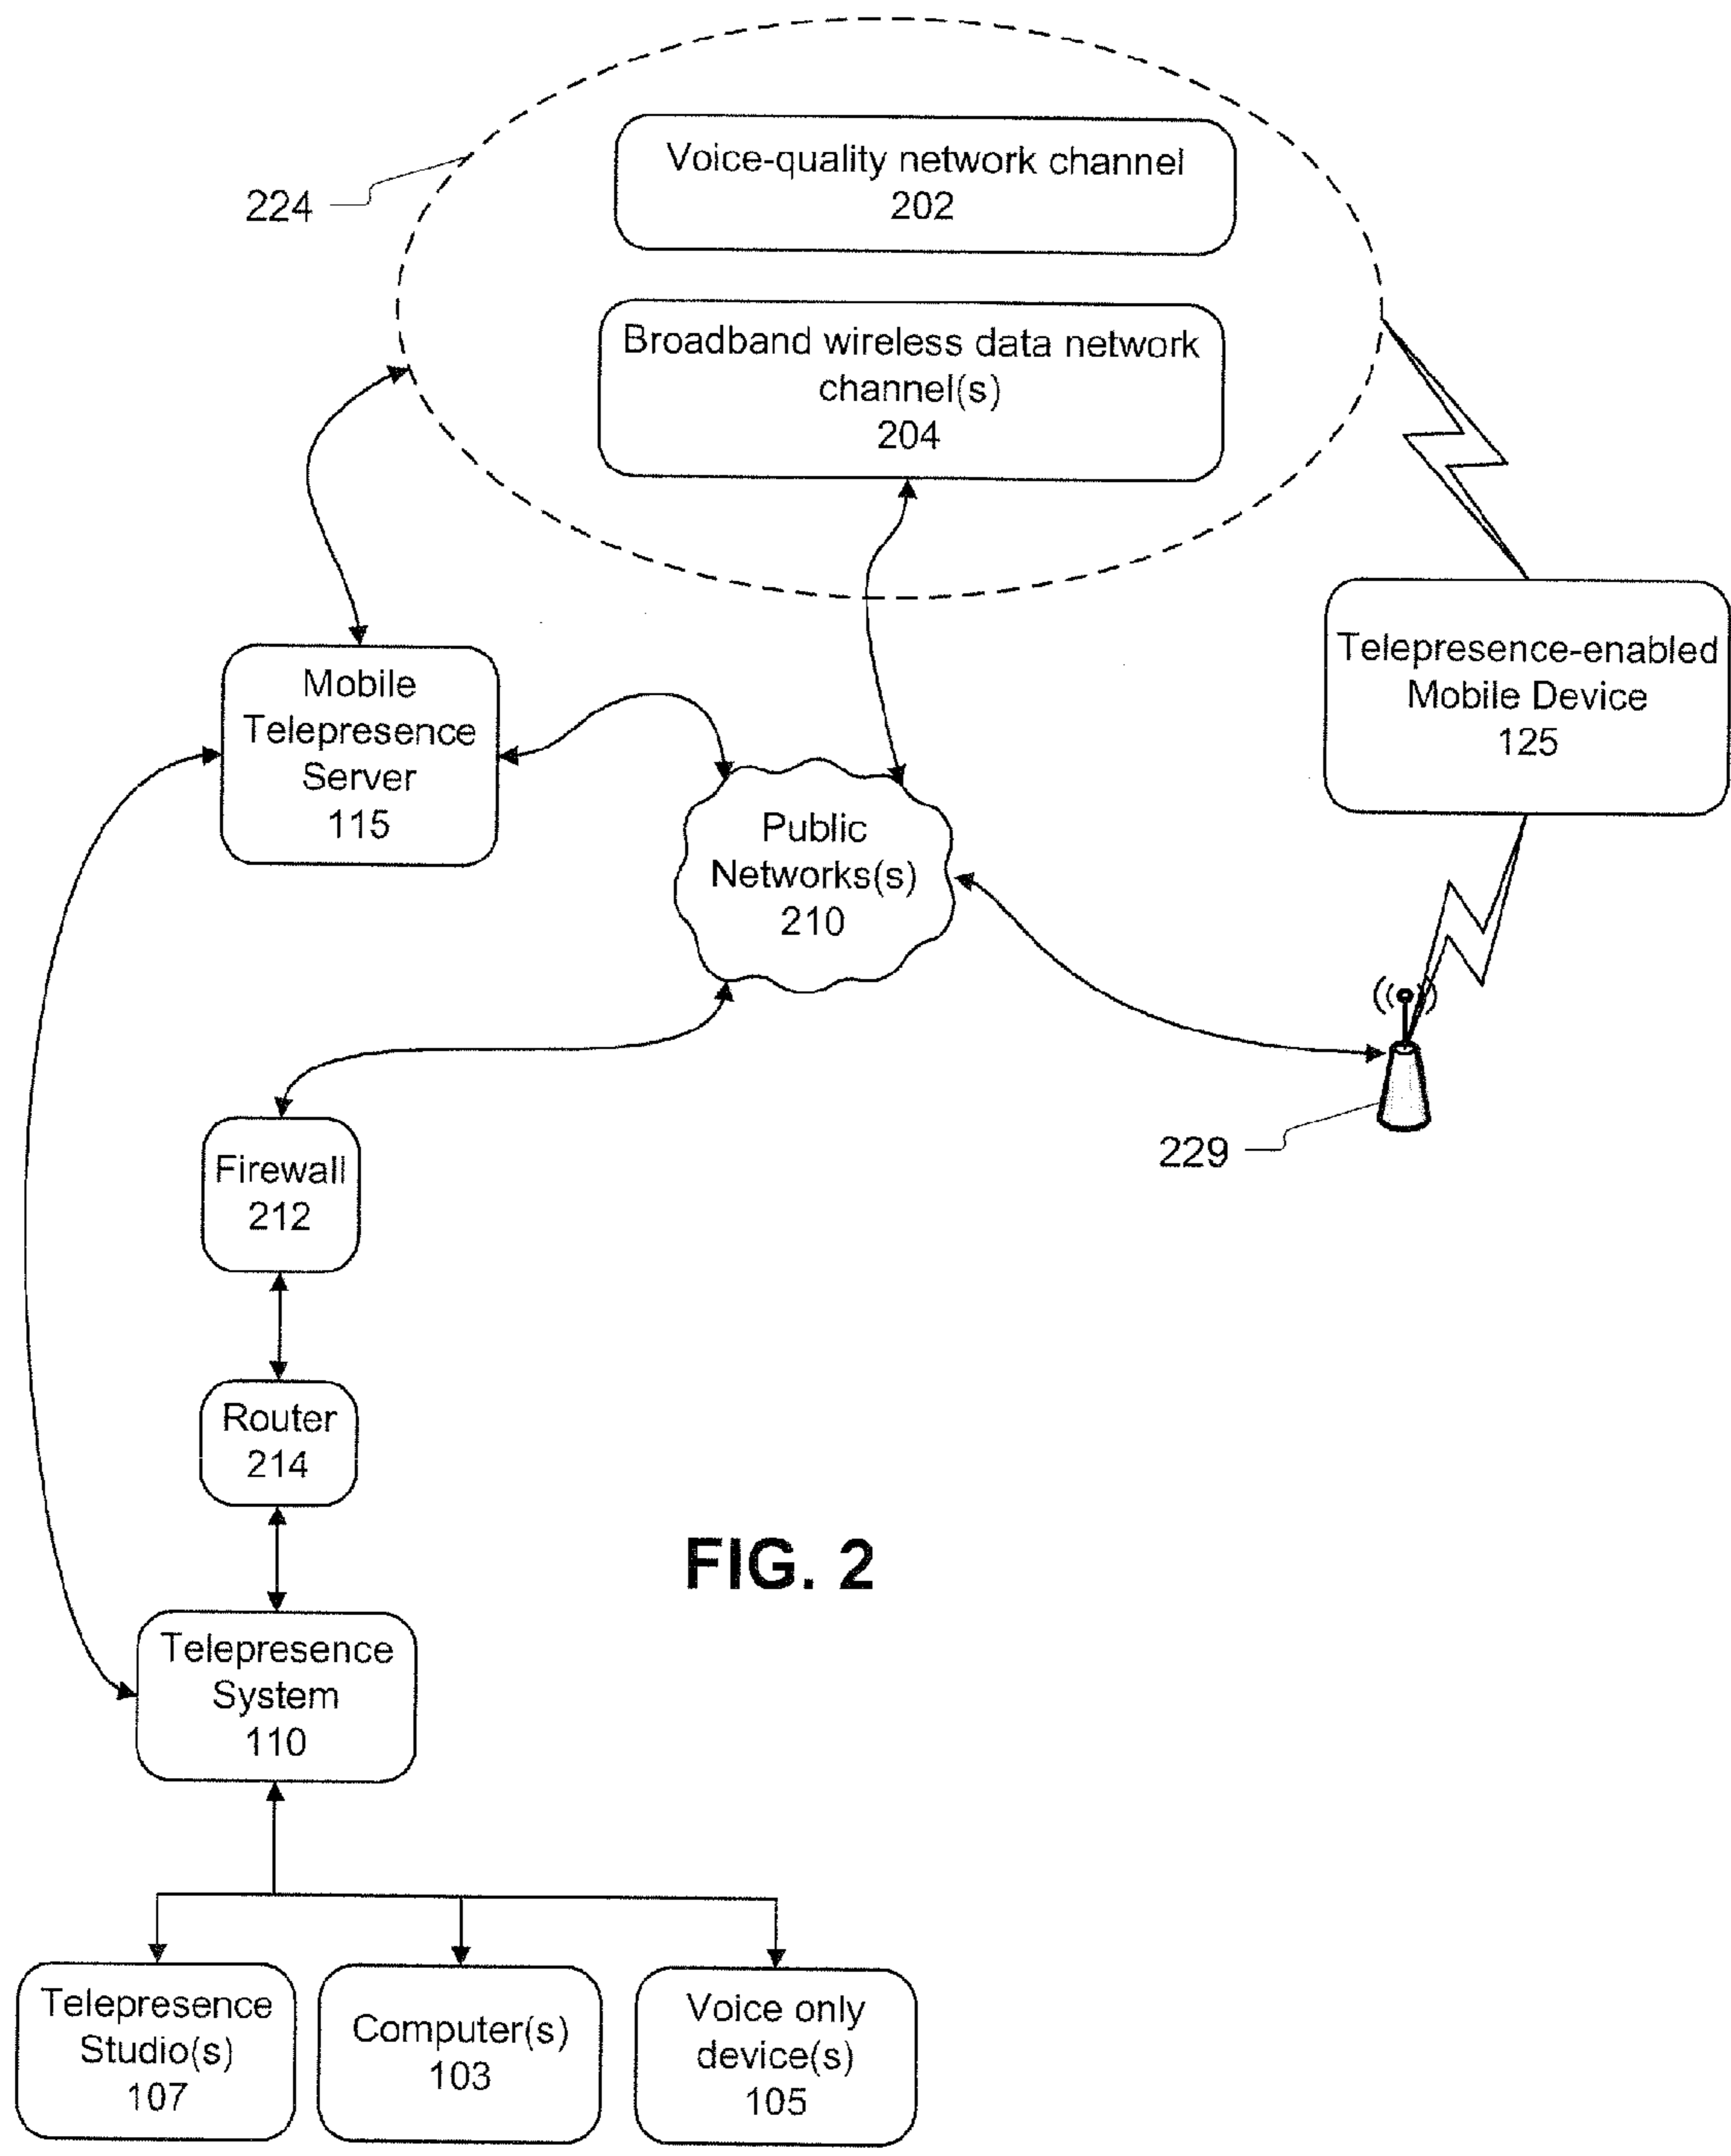 Voice-quality network channel
202
224
Broadband wireless data network
channel(s)
204
Telepresence-enabled
Mobile Device
125
Mobile
Telepresence
Server
115
Public
Networks(s)
210
229
Firewall
212
Router
214
FIG. 2
Telepresence
System
110
Telepresence
Studio(s)
107
Computer(s)
103
Voice only
device(s)
105